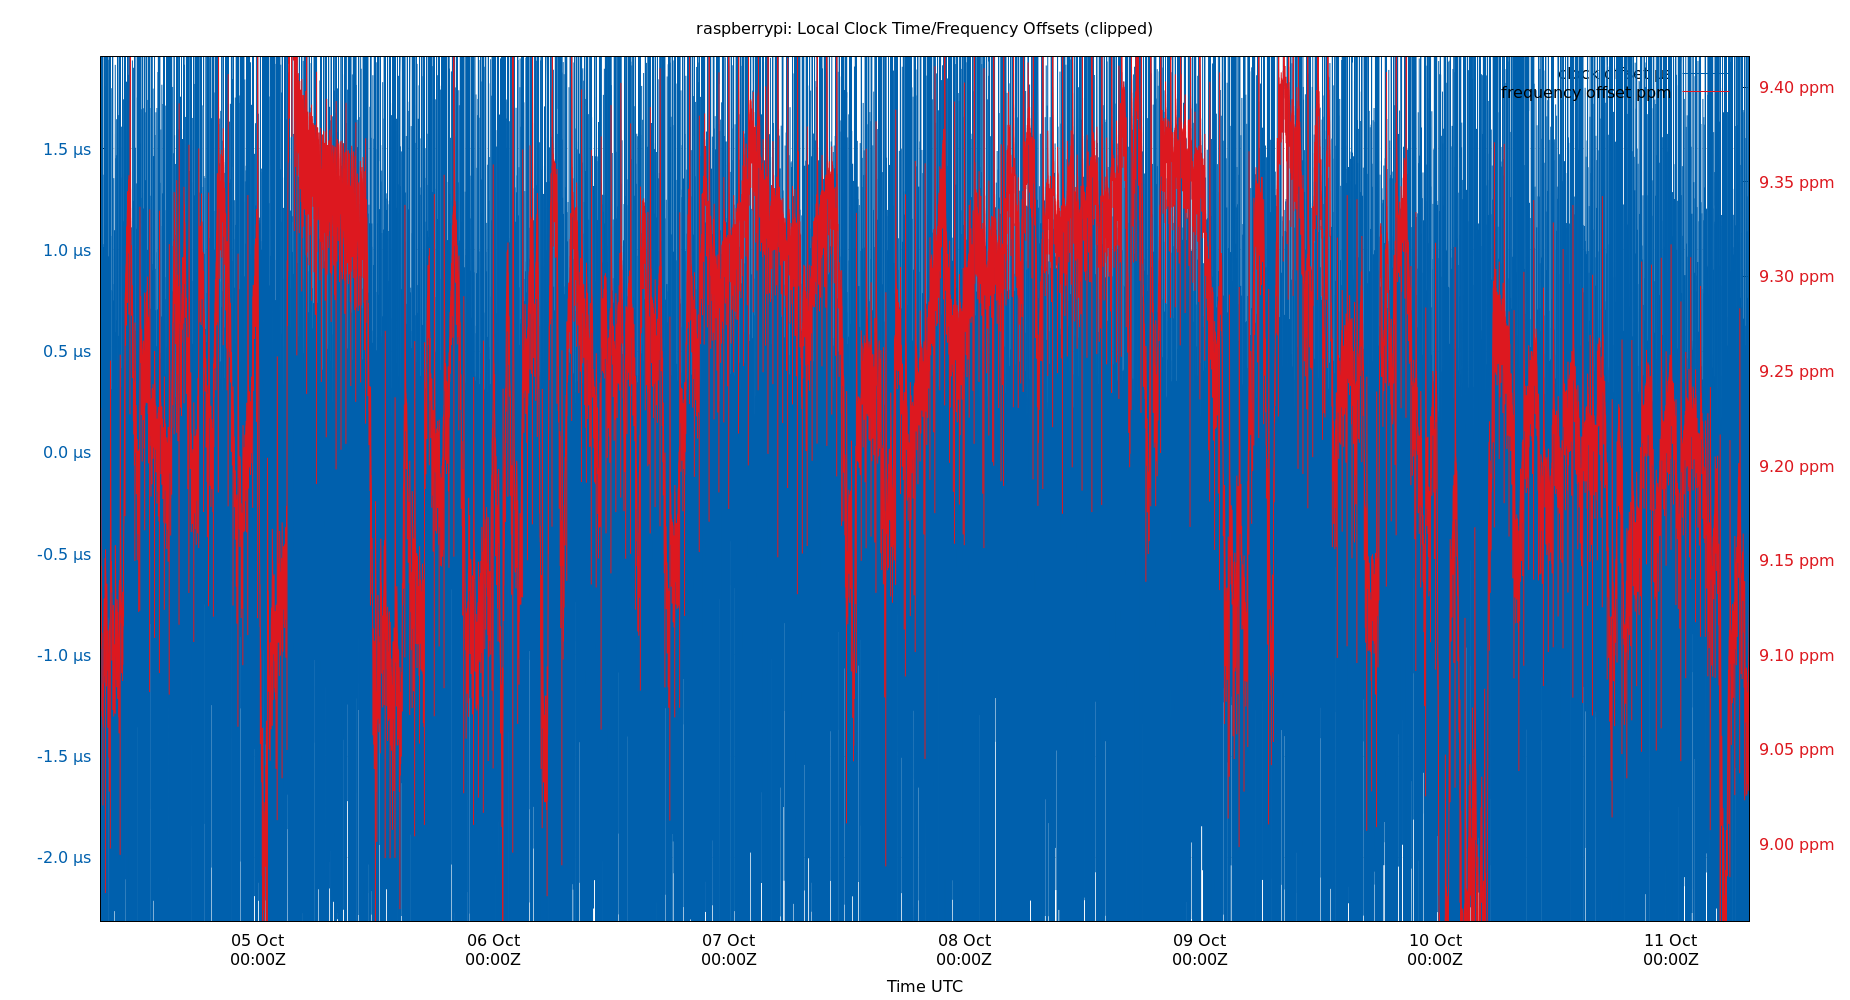 raspberrypi: Local Clock Time/Frequency Offsets (clipped)
clock offset µs
frequency offset ppm
1.5 µs
1.0 µs
0.5 µs
0.0 µs
-0.5 µs
-1.0 µs
-1.5 µs
-2.0 µs
9.40 ppm
9.35 ppm
9.30 ppm
9.25 ppm
9.20 ppm
9.15 ppm
9.10 ppm
9.05 ppm
9.00 ppm
05 Oct
00:00Z
06 Oct
00:00Z
07 Oct
00:00Z
08 Oct
00:00Z
09 Oct
00:00Z
10 Oct
00:00Z
11 Oct
00:00Z
Time UTC